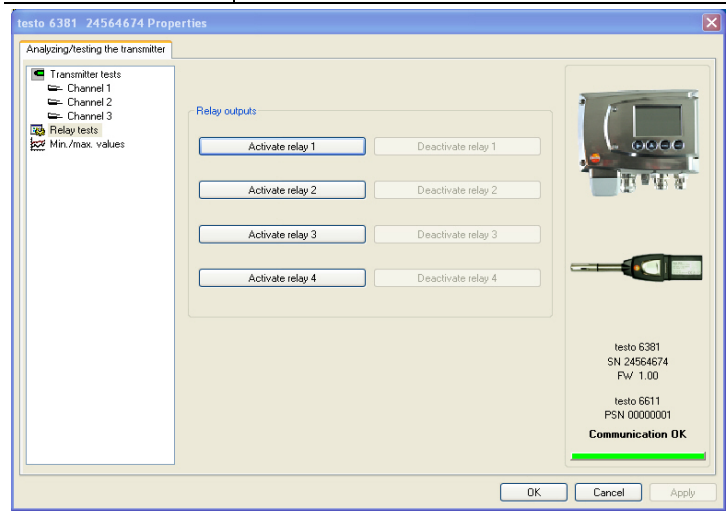 testo 6381 24564674 Properties
Analyzing/testing the transmitter
Transmitter tests
Channel 1
Channel 2
Channel 3
Relay tests
Min./max. values
Relay outputs
Activate relay 1 Deactivate relay 1
Activate relay 2 Deactivate relay 2
Activate relay 3 Deactivate relay 3
Activate relay 4 Deactivate relay 4
testo 6381
SN 24564674
FW 1.00
testo 6611
PSN 00000001
Communication OK
OK Cancel Apply